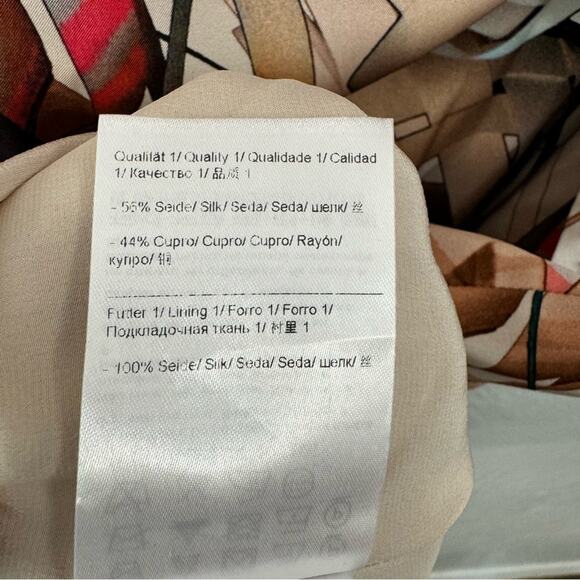 Qualität 1/ Quality 1/ Qualidade 1/ Calidad
1/ Качество 1/ 品质 1
- 56% Seide/ Silk/ Seda/ Seda/ шелк/ 丝
- 44% Cupro/ Cupro/ Cupro/ Rayón/
купро/ 铜
Futter 1/ Lining 1/ Forro 1/ Forro 1/
Подкладочная ткань 1/ 衬里 1
- 100% Seide/ Silk/ Seda/ Seda/ шелк/ 丝